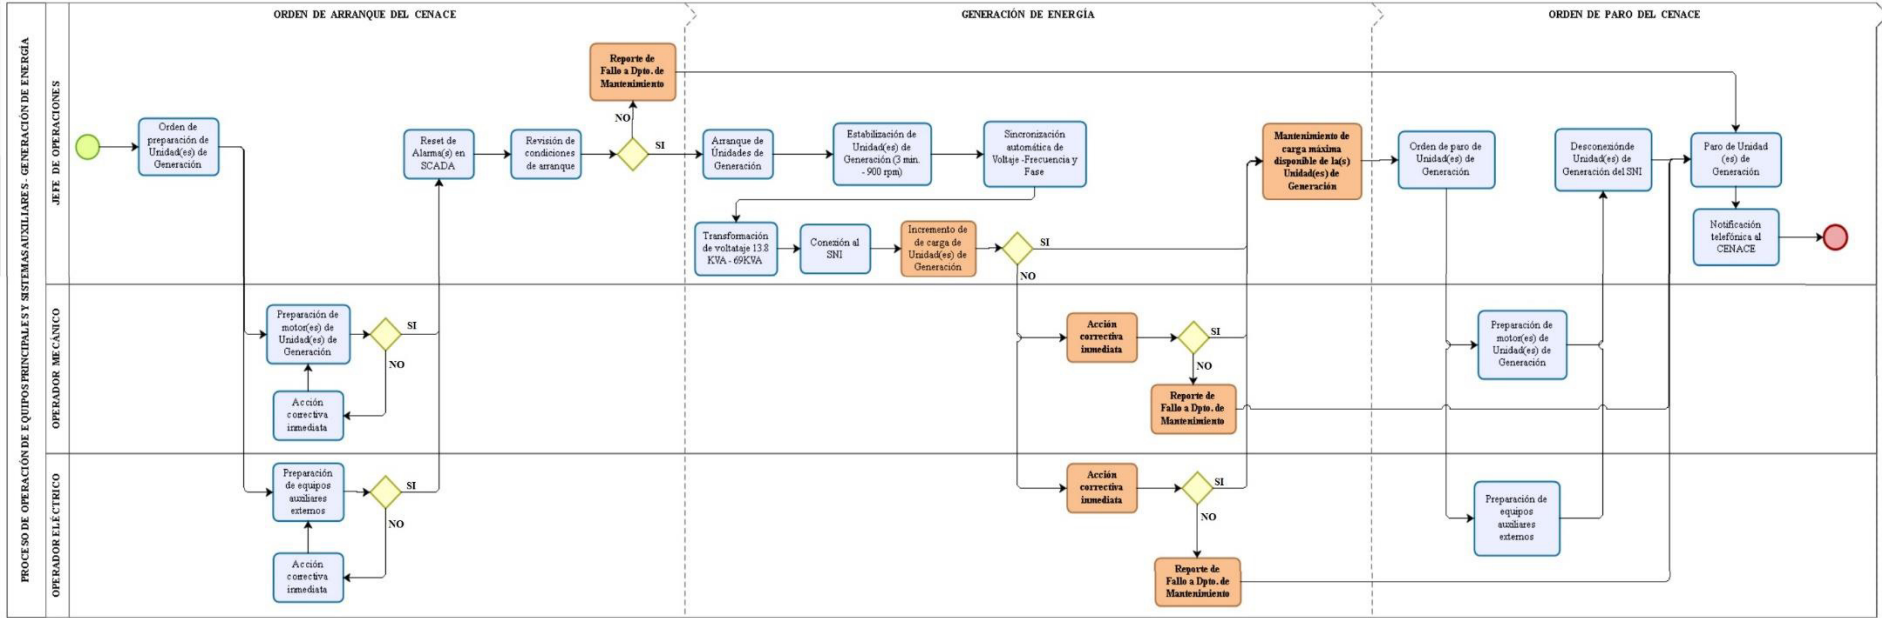 ORDEN DE ARRANQUE DEL CENACE
GENERACIÓN DE ENERGÍA
ORDEN DE PARO DEL CENACE
PROCESO DE OPERACIÓN DE EQUIPOS PRINCIPALES Y SISTEMAS AUXILIARES - GENERACIÓN DE ENERGÍA
JEFE DE OPERACIONES
Orden de
preparación de
Unidad(es) de
Generación
Reset de
Alarma(s) en
SCADA
Revisión de
condiciones
de arranque
Reporte de
Fallo a Dpto. de
Mantenimiento
NO
SI
Arranque de
Unidades de
Generación
Estabilización de
Unidad(es) de
Generación (3 min.
- 900 rpm)
Sincronización
automática de
Voltaje -Frecuencia y
Fase
Transformación
de voltataje 13.8
KVA - 69KVA
Conexión al
SNI
Incremento de
de carga de
Unidad(es) de
Generación
SI
NO
Mantenimiento de
carga máxima
disponible de la(s)
Unidad(es) de
Generación
Orden de paro de
Unidad(es) de
Generación
Desconexiónde
Unidad(es) de
Generación del SNI
Paro de Unidad
(es) de
Generación
Notificación
telefónica al
CENACE
OPERADOR MECÁNICO
Preparación de
motor(es) de
Unidad(es) de
Generación
SI
NO
Acción
correctiva
inmediata
Acción
correctiva
inmediata
SI
NO
Reporte de
Fallo a Dpto. de
Mantenimiento
Preparación de
motor(es) de
Unidad(es) de
Generación
OPERADOR ELÉCTRICO
Preparación
de equipos
auxiliares
externos
SI
NO
Acción
correctiva
inmediata
Acción
correctiva
inmediata
SI
NO
Reporte de
Fallo a Dpto. de
Mantenimiento
Preparación de
equipos
auxiliares
externos